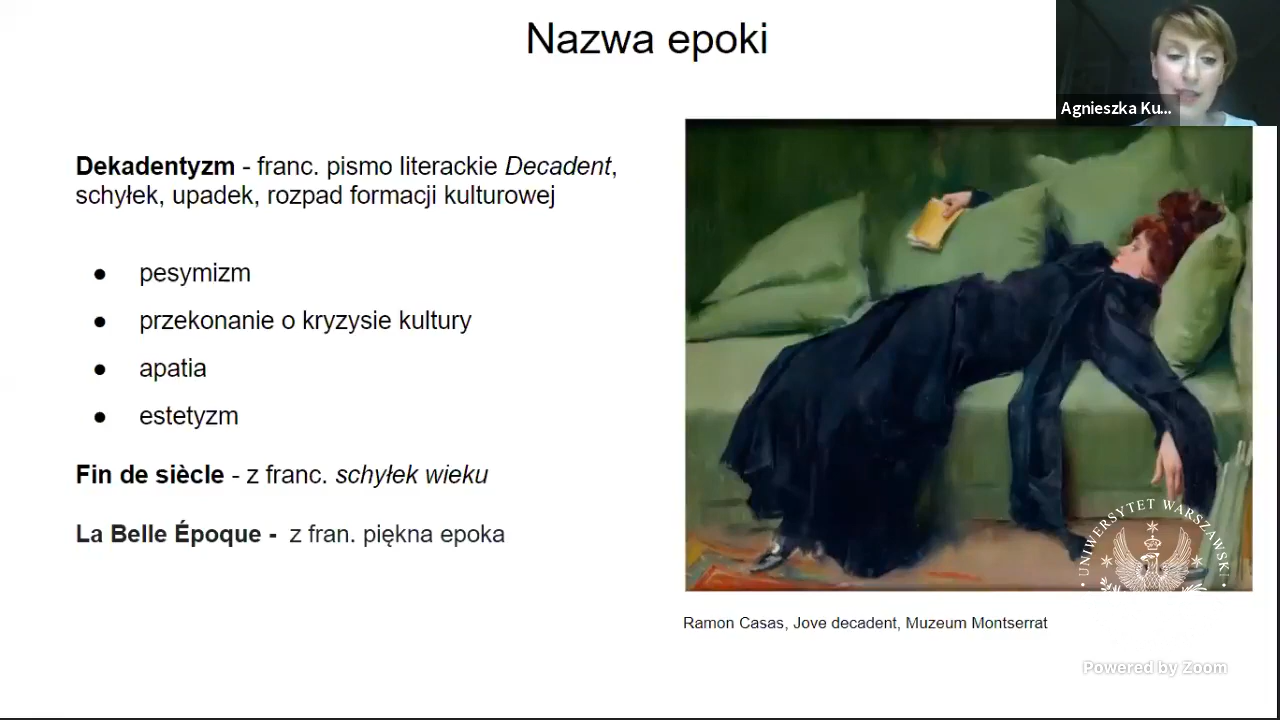 Nazwa epoki
Agnieszka Ku...
Dekadentyzm - franc. pismo literackie Decadent,
schyłek, upadek, rozpad formacji kulturowej
● pesymizm
● przekonanie o kryzysie kultury
● apatia
● estetyzm
Fin de siècle - z franc. schyłek wieku
La Belle Époque - z fran. piękna epoka
UNIWERSYTET WARSZAWSKI
Ramon Casas, Jove decadent, Muzeum Montserrat
Powered by Zoom